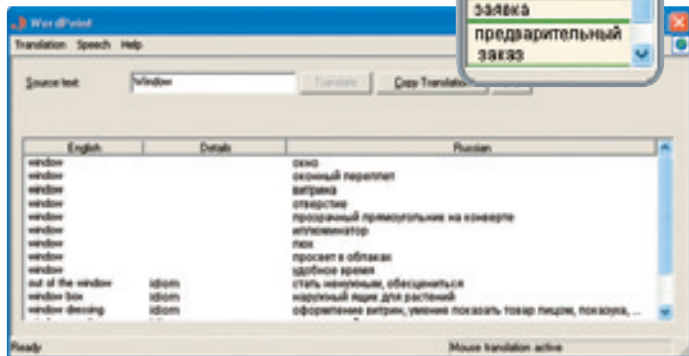 заявка
предварительный
заказ
WordPoint
Translation Speech Help
Source text: Window Translate Copy Translation
English Details Russian
window окно
window оконный переплет
window витрина
window отверстие
window прозрачный прямоугольник на конверте
window иллюминатор
window люк
window просвет в облаках
window удобное время
out of the window idiom стать ненужным, обесцениться
window box idiom наружный ящик для растений
window dressing idiom оформление витрин, умение показать товар лицом, показуха, ...
Ready Mouse translation active